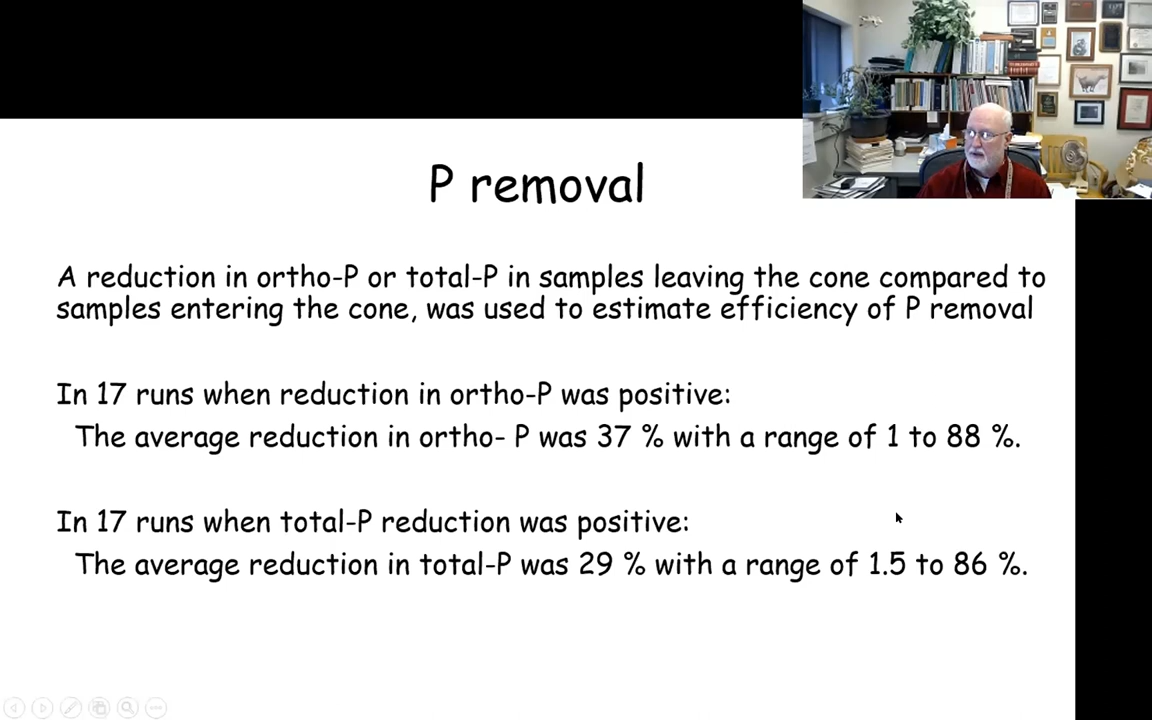 P removal
A reduction in ortho-P or total-P in samples leaving the cone compared to
samples entering the cone, was used to estimate efficiency of P removal
In 17 runs when reduction in ortho-P was positive:
The average reduction in ortho- P was 37 % with a range of 1 to 88 %.
In 17 runs when total-P reduction was positive:
The average reduction in total-P was 29 % with a range of 1.5 to 86 %.